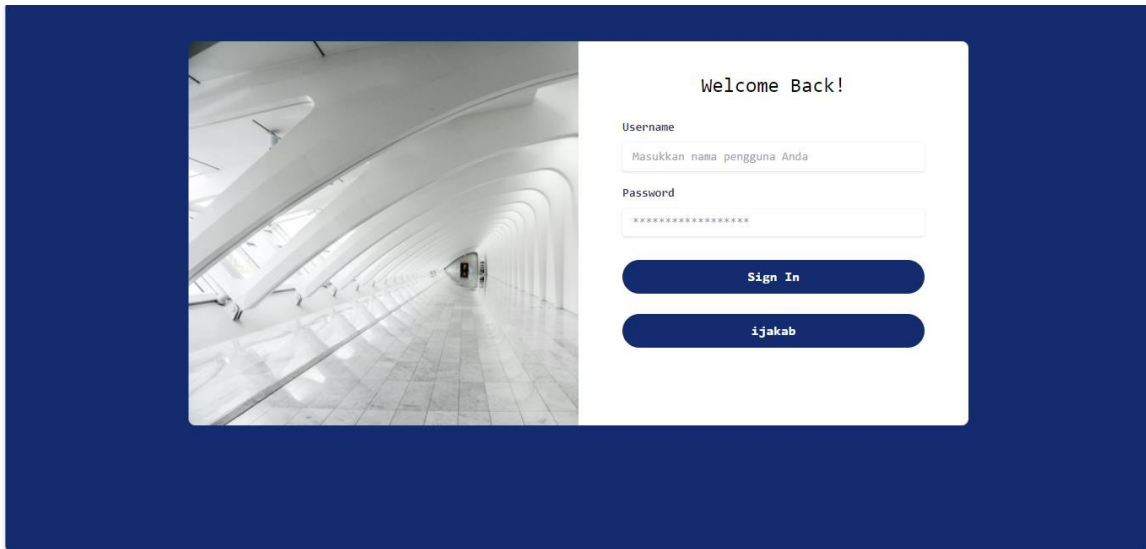 Welcome Back!
Username
Masukkan nama pengguna Anda
Password
******************
Sign In
ijakab